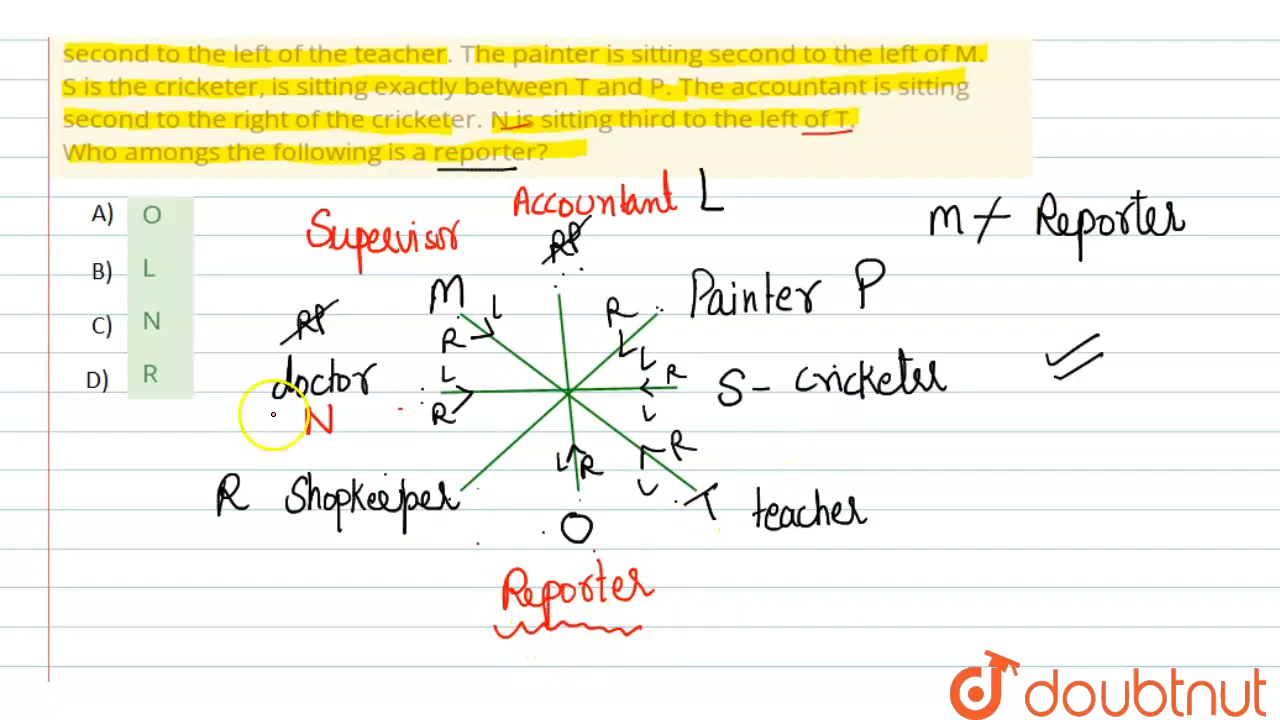 second to the left of the teacher. The painter is sitting second to the left of M.
S is the cricketer, is sitting exactly between T and P. The accountant is sitting
second to the right of the cricketer. N is sitting third to the left of T.
Who amongs the following is a reporter?
A) O
B) L
C) N
D) R
Accountant L
Supervisor
RP
M ≠ Reporter
M
L
R
Painter P
R
L
RP
doctor
N
L
R
L
R
L
S - cricketer
R
L
R Shopkeeper
L R
O
T teacher
Reporter
doubtnut